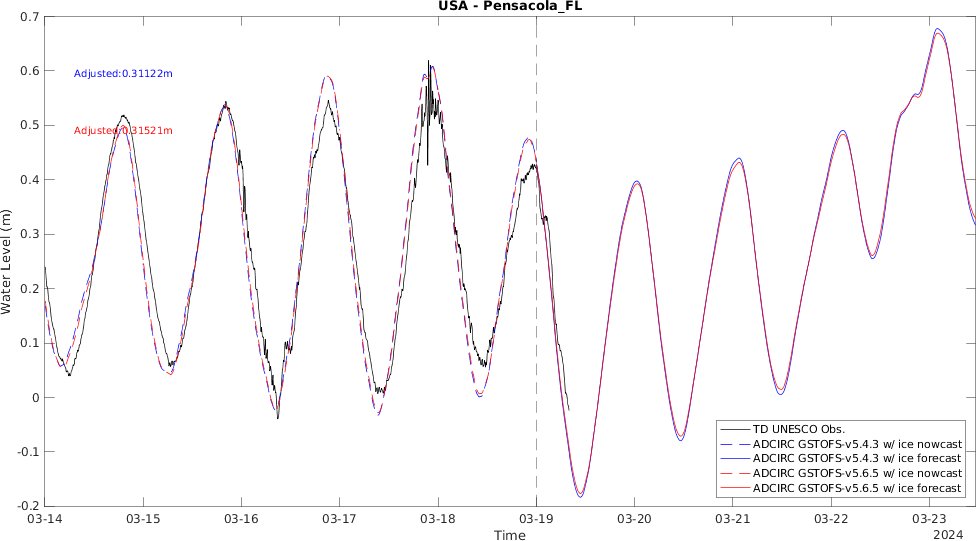 USA - Pensacola_FL
0.7
0.6
0.5
0.4
0.3
0.2
0.1
0
-0.1
-0.2
Water Level (m)
Adjusted:0.31122m
Adjusted:0.31521m
TD UNESCO Obs.
ADCIRC GSTOFS-v5.4.3 w/ ice nowcast
ADCIRC GSTOFS-v5.4.3 w/ ice forecast
ADCIRC GSTOFS-v5.6.5 w/ ice nowcast
ADCIRC GSTOFS-v5.6.5 w/ ice forecast
03-14 03-15 03-16 03-17 03-18 03-19 03-20 03-21 03-22 03-23
Time
2024